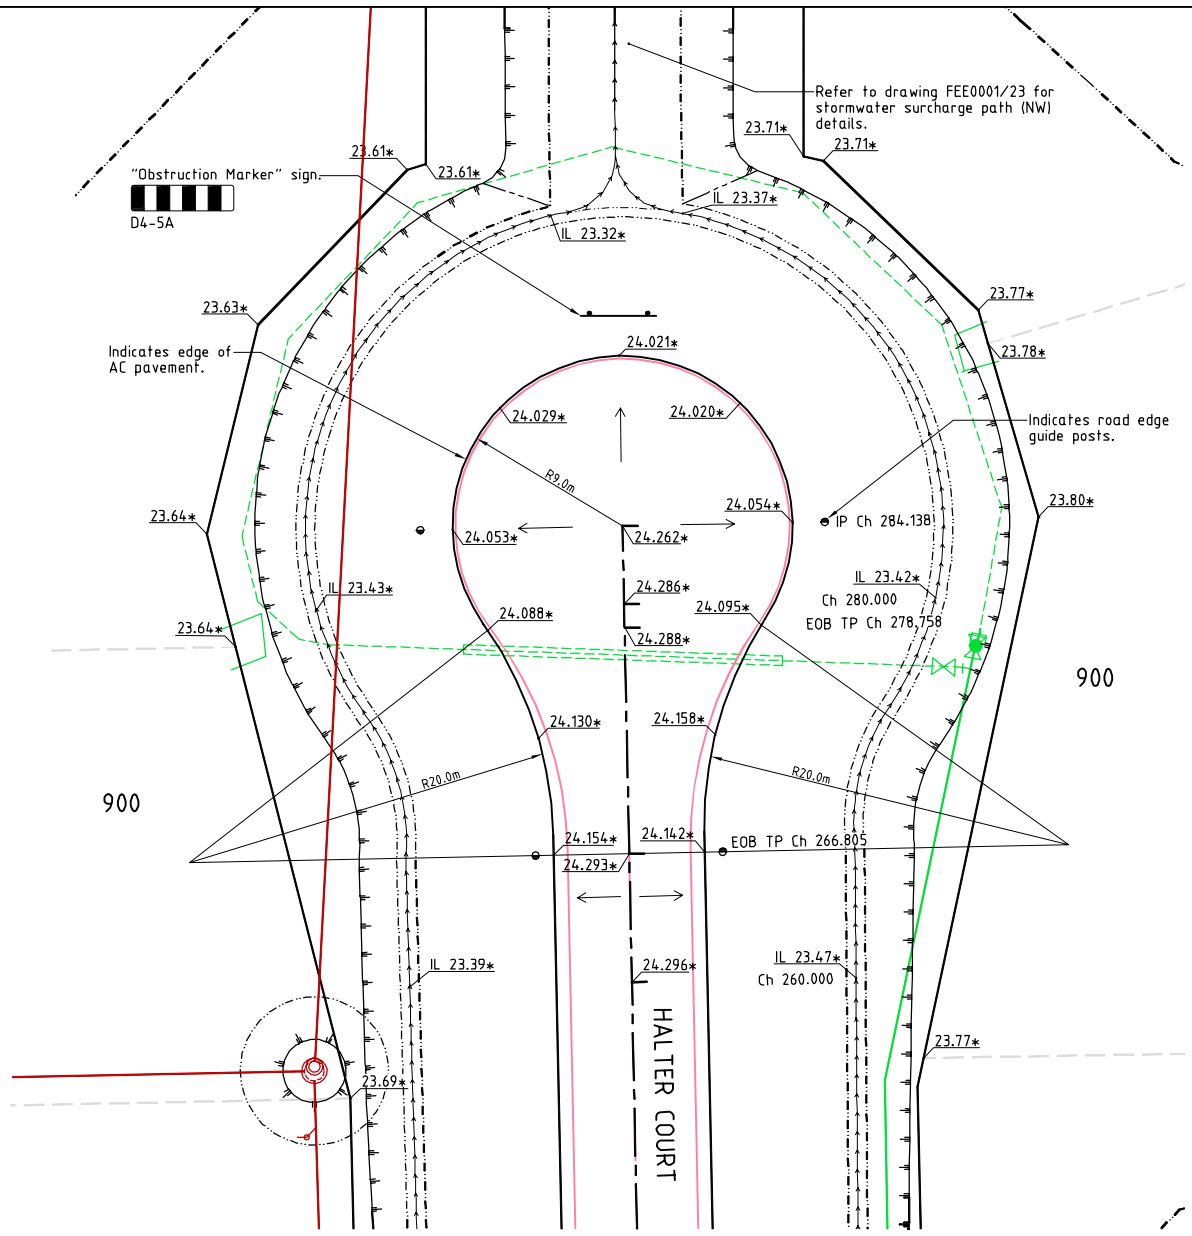 Refer to drawing FEE0001/23 for
stormwater surcharge path (NW)
details.
23.71*
23.71*
23.61*
23.61*
"Obstruction Marker" sign.
D4-5A
IL 23.37*
IL 23.32*
23.63*
23.77*
24.021*
23.78*
Indicates edge of
AC pavement.
24.029*
24.020*
Indicates road edge
guide posts.
R9.0m
24.054*
23.80*
23.64*
IP Ch 284.138
24.053*
24.262*
IL 23.43*
24.286*
IL 23.42*
Ch 280.000
24.088*
24.095*
EOB TP Ch 278.758
23.64*
24.288*
900
24.130*
24.158*
R20.0m
R20.0m
900
24.154*
24.142*
EOB TP Ch 266.805
24.293*
IL 23.39*
24.296*
IL 23.47*
Ch 260.000
HALTER COURT
23.77*
23.69*